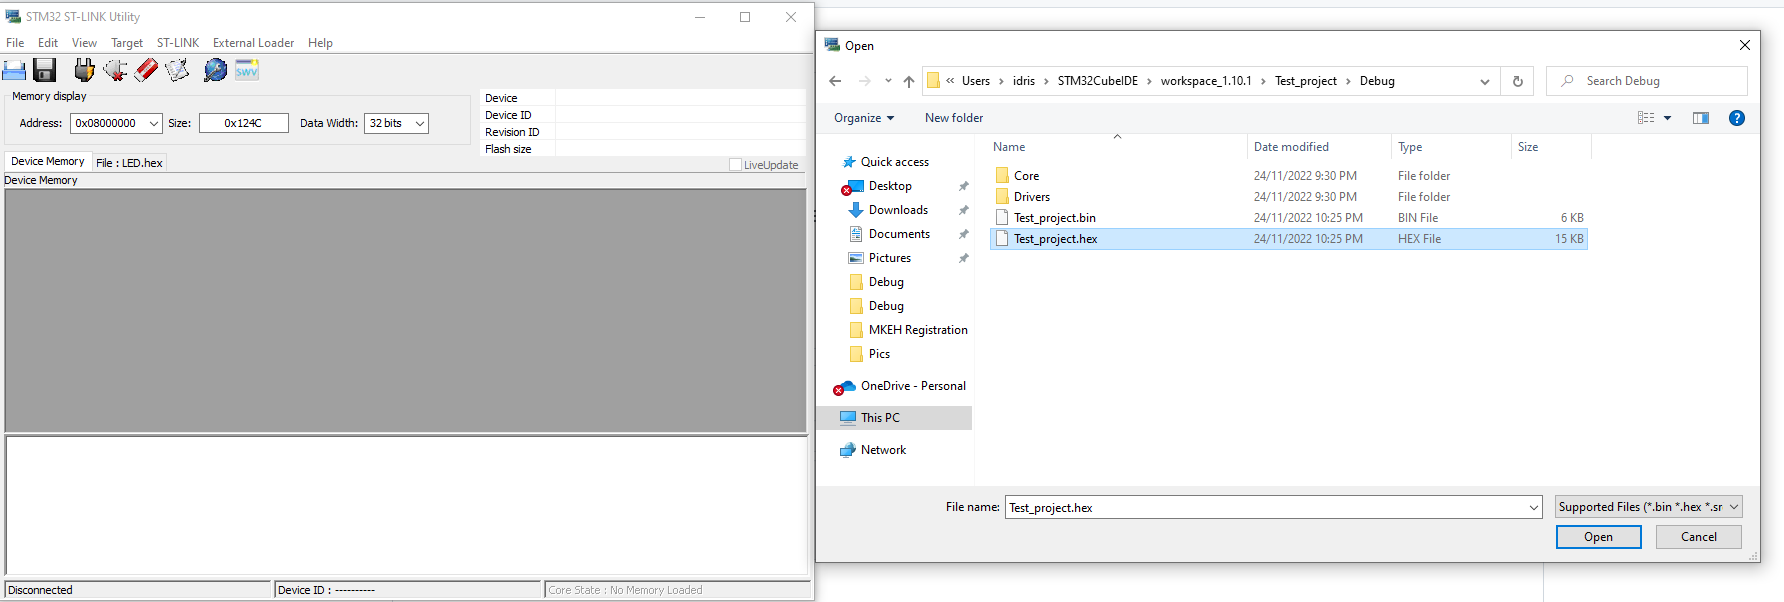 STM32 ST-LINK Utility
File Edit View Target ST-LINK External Loader Help
SWV
Memory display
Address: 0x08000000 Size: 0x124C Data Width: 32 bits
Device
Device ID
Revision ID
Flash size
LiveUpdate
Device Memory File : LED.hex
Device Memory
Disconnected Device ID : ---------- Core State : No Memory Loaded
Open
« Users › idris › STM32CubeIDE › workspace_1.10.1 › Test_project › Debug
Search Debug
Organize New folder
Quick access
Desktop
Downloads
Documents
Pictures
Debug
Debug
MKEH Registration
Pics
OneDrive - Personal
This PC
Network
Name Date modified Type Size
Core 24/11/2022 9:30 PM File folder
Drivers 24/11/2022 9:30 PM File folder
Test_project.bin 24/11/2022 10:25 PM BIN File 6 KB
Test_project.hex 24/11/2022 10:25 PM HEX File 15 KB
File name: Test_project.hex Supported Files (*.bin *.hex *.sr
Open Cancel